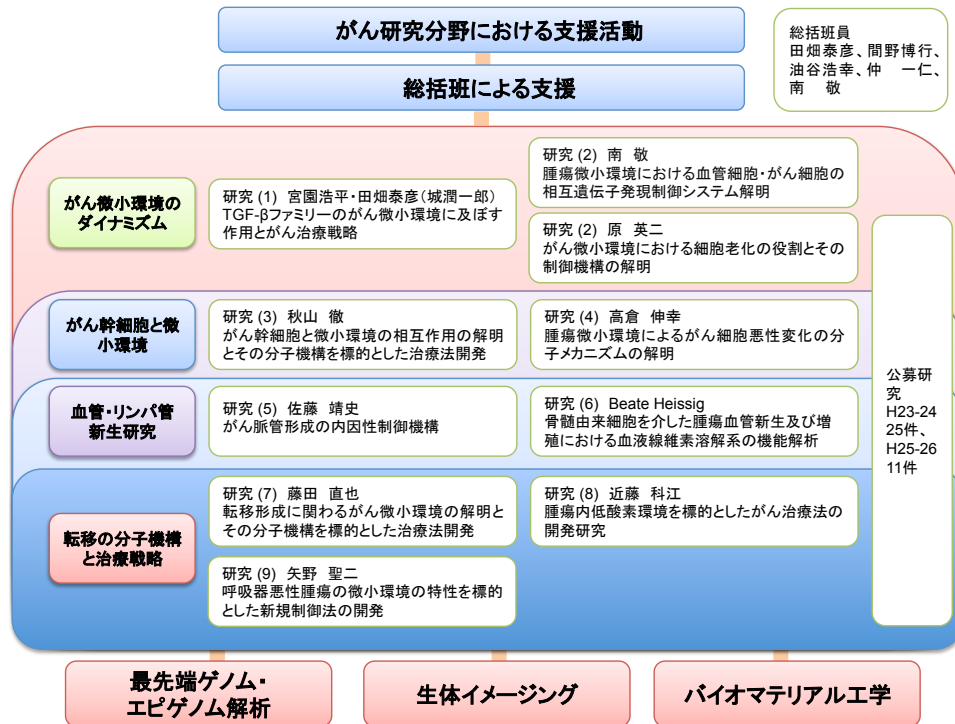 がん研究分野における支援活動
総括班による支援
総括班員
田畑泰彦、間野博行、
油谷浩幸、仲　一仁、
南　　敬
がん微小環境の
ダイナミズム
研究 (1)  宮園浩平・田畑泰彦（城潤一郎）
TGF-βファミリーのがん微小環境に及ぼす
作用とがん治療戦略
研究 (2)  南　敬
腫瘍微小環境における血管細胞・がん細胞の
相互遺伝子発現制御システム解明
研究 (2)  原　英二
がん微小環境における細胞老化の役割とその
制御機構の解明
がん幹細胞と微
小環境
研究 (3)  秋山　徹
がん幹細胞と微小環境の相互作用の解明
とその分子機構を標的とした治療法開発
研究 (4)  高倉　伸幸
腫瘍微小環境によるがん細胞悪性変化の分
子メカニズムの解明
血管・リンパ管
新生研究
研究 (5)  佐藤　靖史
がん脈管形成の内因性制御機構
研究 (6)  Beate Heissig
骨髄由来細胞を介した腫瘍血管新生及び増
殖における血液線維素溶解系の機能解析
転移の分子機構
と治療戦略
研究 (7)  藤田　直也
転移形成に関わるがん微小環境の解明と
その分子機構を標的とした治療法開発
研究 (8)  近藤　科江
腫瘍内低酸素環境を標的としたがん治療法の
開発研究
研究 (9)  矢野　聖二
呼吸器悪性腫瘍の微小環境の特性を標的
とした新規制御法の開発
公募研
究
H23-24
25件、
H25-26
11件
最先端ゲノム・
エピゲノム解析
生体イメージング
バイオマテリアル工学